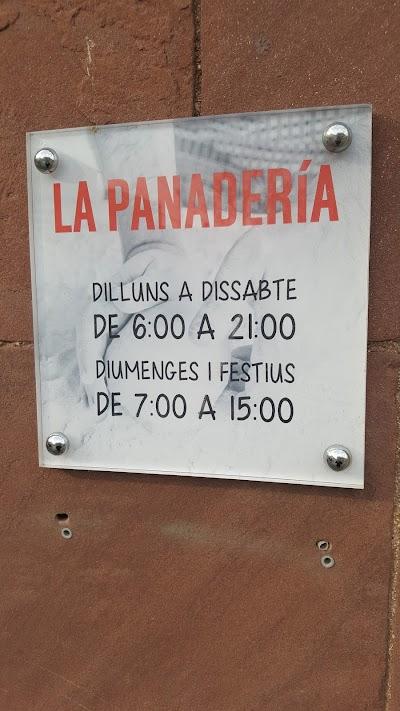 LA PANADERÍA
DILLUNS A DISSABTE
DE 6:00 A 21:00
DIUMENGES I FESTIUS
DE 7:00 A 15:00